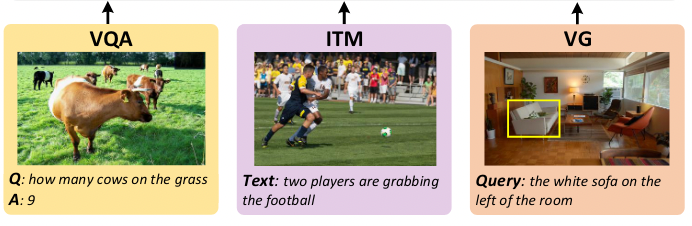 VQA
Q: how many cows on the grass
A: 9
ITM
Text: two players are grabbing
the football
VG
Query: the white sofa on the
left of the room